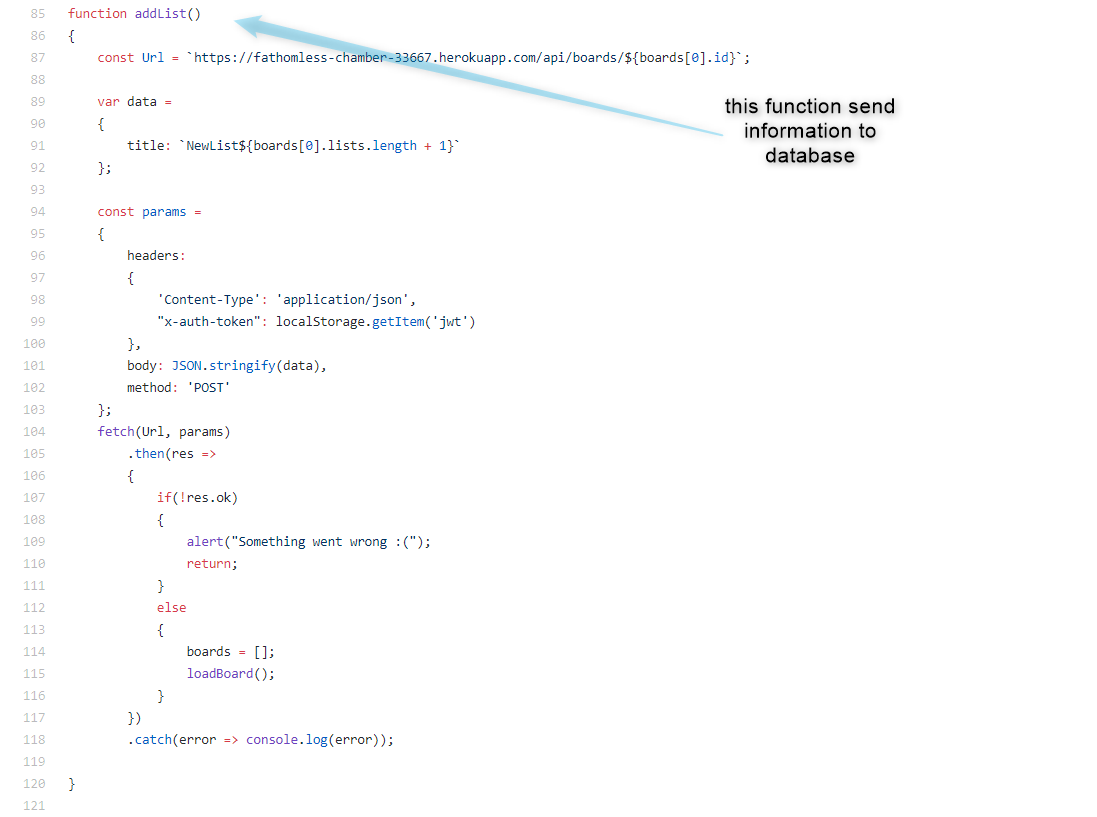 85 function addList()
86 {
87 const Url = `https://fathomless-chamber-33667.herokuapp.com/api/boards/${boards[0].id}`;
88
89 var data =
90 {
91 title: `NewList${boards[0].lists.length + 1}`
92 };
93
94 const params =
95 {
96 headers:
97 {
98 'Content-Type': 'application/json',
99 "x-auth-token": localStorage.getItem('jwt')
100 },
101 body: JSON.stringify(data),
102 method: 'POST'
103 };
104 fetch(Url, params)
105 .then(res =>
106 {
107 if(!res.ok)
108 {
109 alert("Something went wrong :(");
110 return;
111 }
112 else
113 {
114 boards = [];
115 loadBoard();
116 }
117 })
118 .catch(error => console.log(error));
119
120 }
121
this function send
information to
database